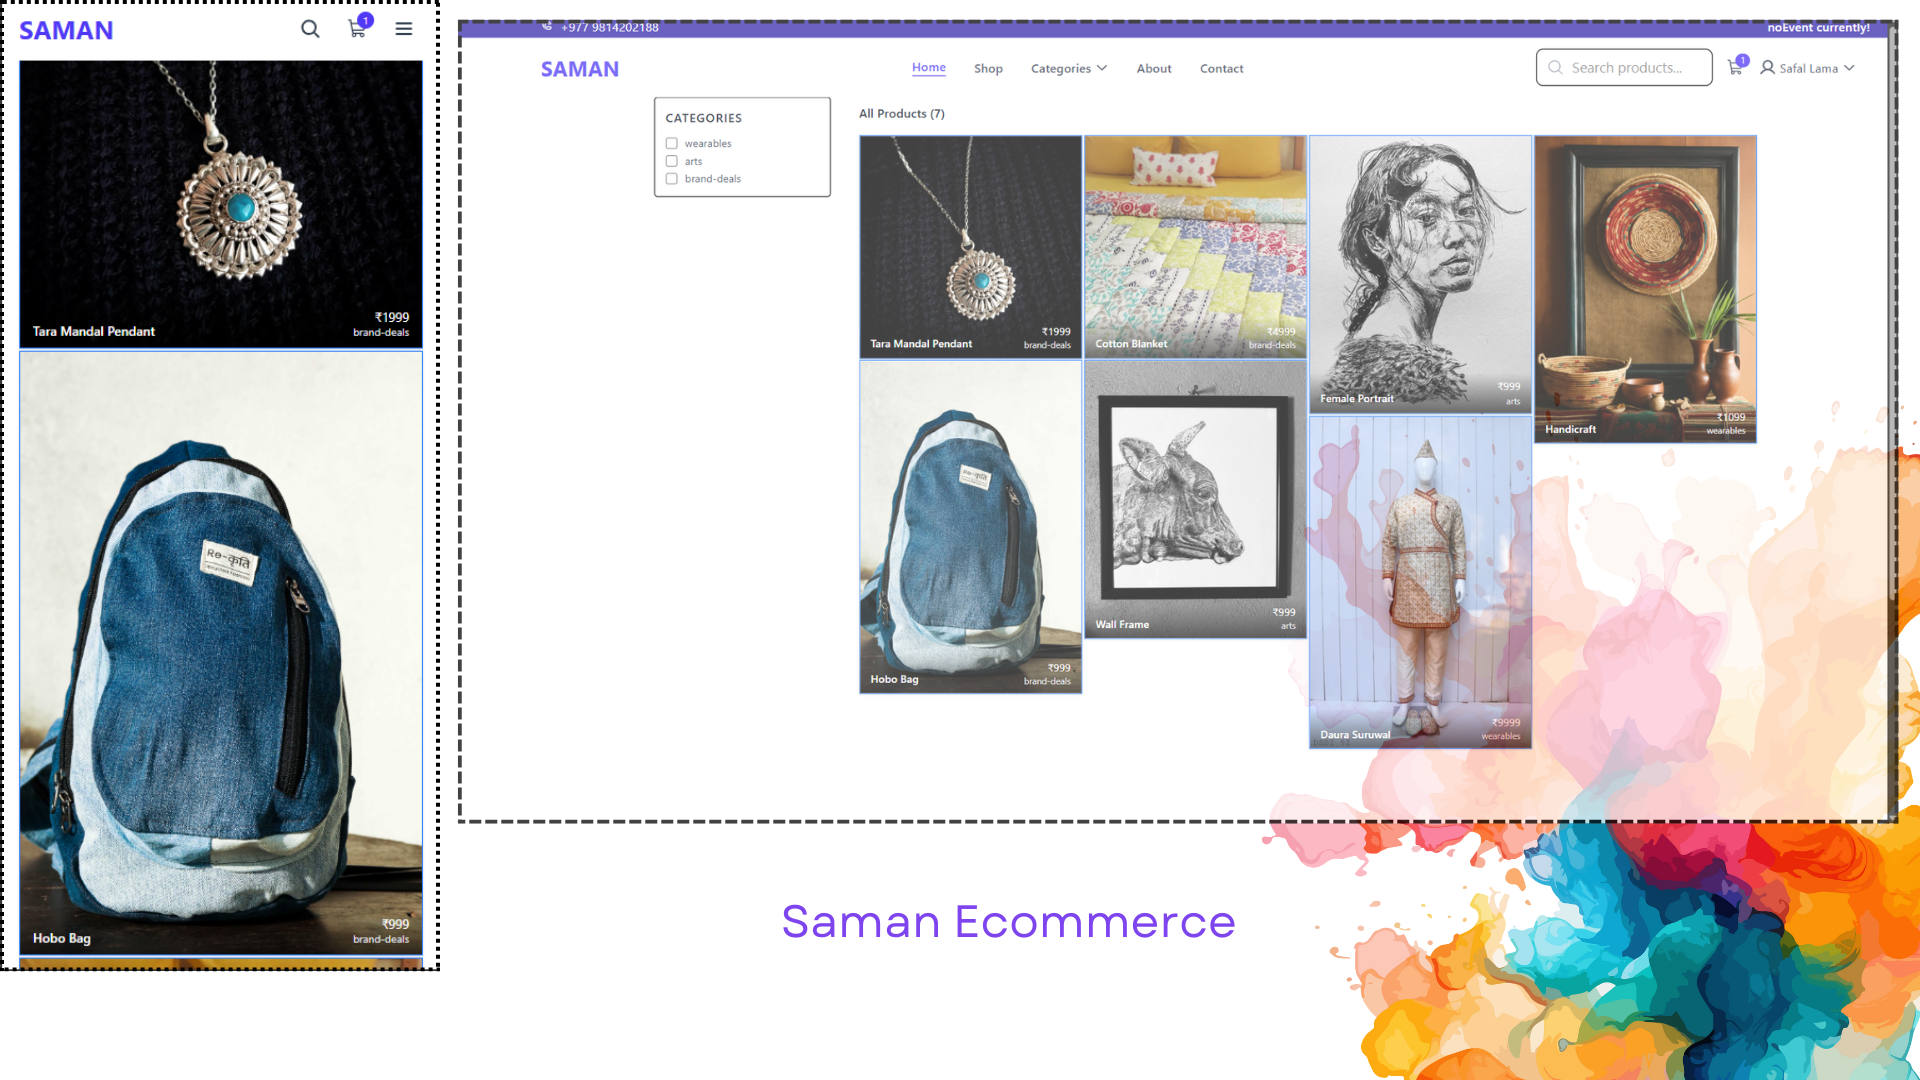 SAMAN
1
₹1999
Tara Mandal Pendant
brand-deals
Re-कृति
₹999
Hobo Bag
brand-deals
+977 9814202188
noEvent currently!
SAMAN
Home
Shop
Categories
About
Contact
Search products...
1
Safal Lama
CATEGORIES
wearables
arts
brand-deals
All Products (7)
₹1999
Tara Mandal Pendant
brand-deals
₹4999
Cotton Blanket
brand-deals
₹999
Female Portrait
arts
₹1099
Handicraft
wearables
Re-कृति
₹999
Hobo Bag
brand-deals
₹999
Wall Frame
arts
₹9999
Daura Suruwal
wearables
Saman Ecommerce